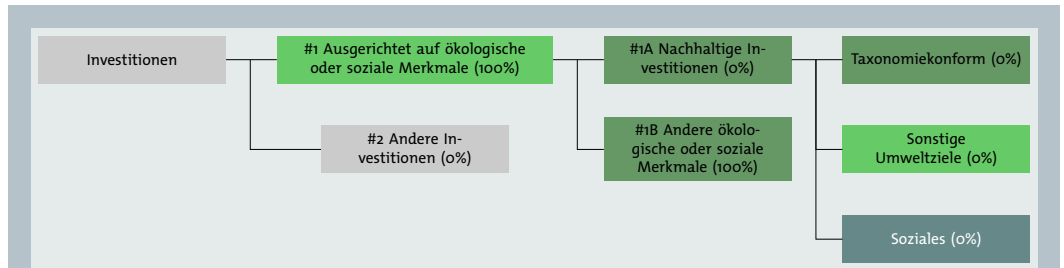 Investitionen
#1 Ausgerichtet auf ökologische
oder soziale Merkmale (100%)
#1A Nachhaltige In-
vestitionen (0%)
Taxonomiekonform (0%)
#2 Andere In-
vestitionen (0%)
#1B Andere ökolo-
gische oder soziale
Merkmale (100%)
Sonstige
Umweltziele (0%)
Soziales (0%)